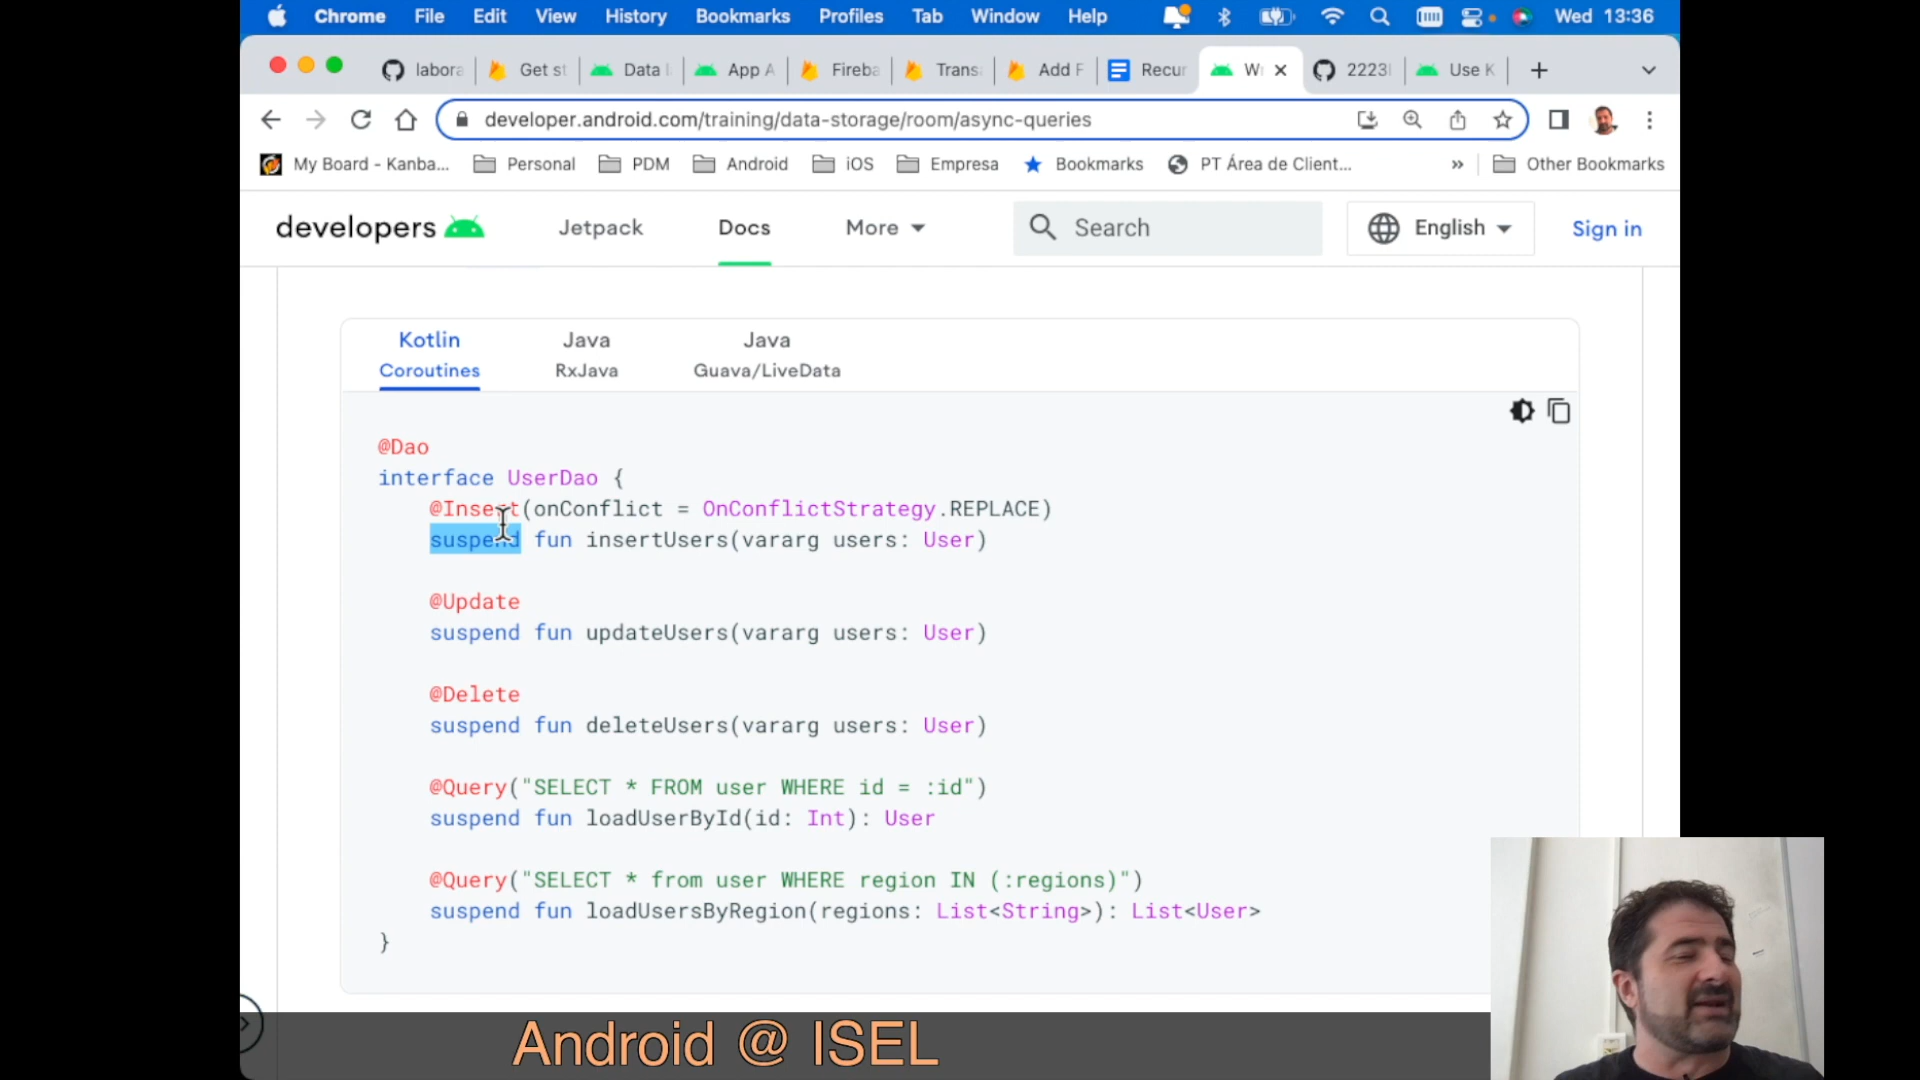 Chrome File Edit View History Bookmarks Profiles Tab Window Help Wed 13:36
labora Get st Data App A Fireba Trans Add F Recur W 2223 Use K
developer.android.com/training/data-storage/room/async-queries
My Board - Kanba... Personal PDM Android iOS Empresa Bookmarks PT Área de Client... » Other Bookmarks
developers Jetpack Docs More Search English Sign in
Kotlin Java Java
Coroutines RxJava Guava/LiveData
@Dao
interface UserDao {
@Insert(onConflict = OnConflictStrategy.REPLACE)
suspend fun insertUsers(vararg users: User)
@Update
suspend fun updateUsers(vararg users: User)
@Delete
suspend fun deleteUsers(vararg users: User)
@Query("SELECT * FROM user WHERE id = :id")
suspend fun loadUserById(id: Int): User
@Query("SELECT * from user WHERE region IN (:regions)")
suspend fun loadUsersByRegion(regions: List<String>): List<User>
}
Android @ ISEL